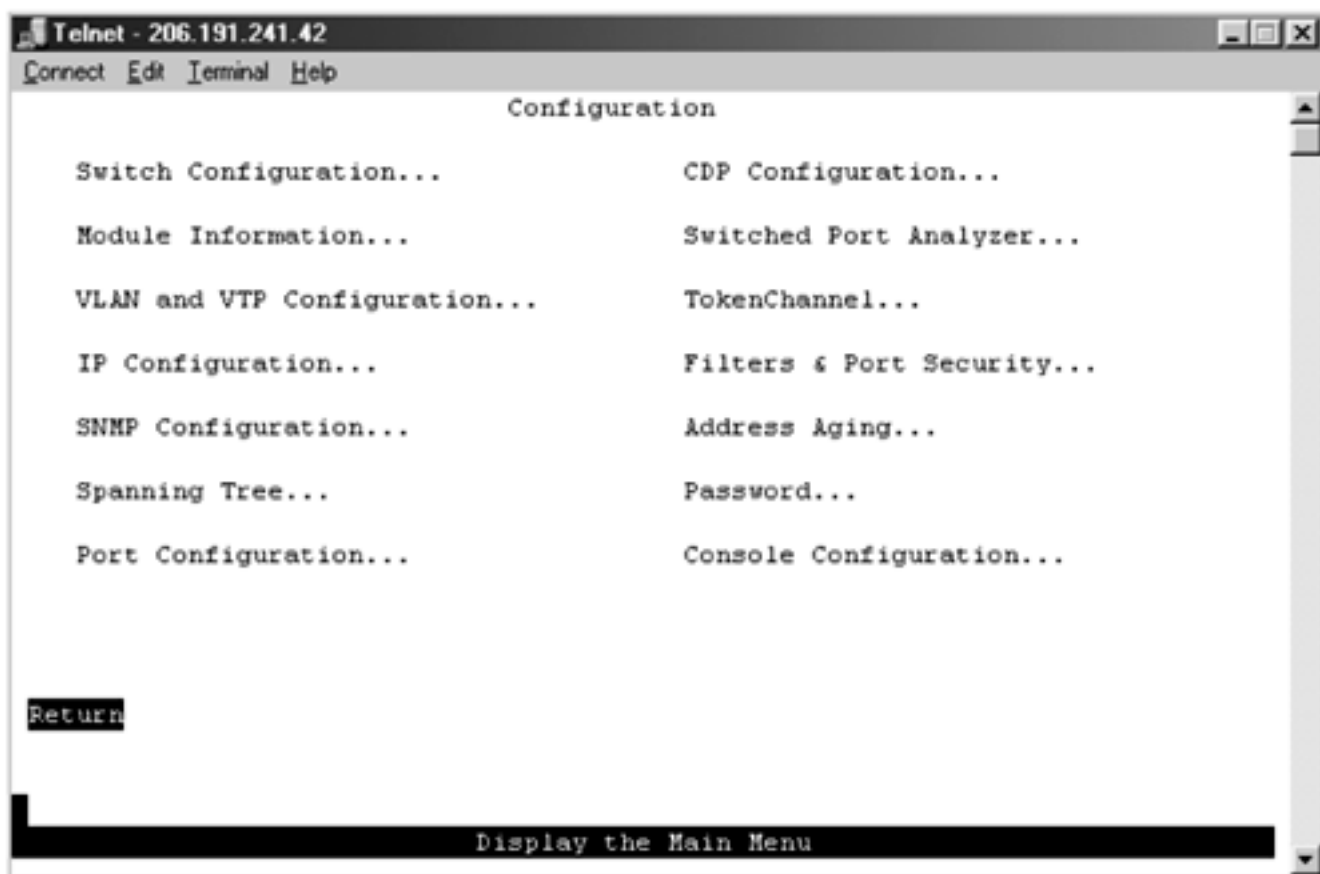 Telnet - 206.191.241.42
Connect Edit Terminal Help
Configuration
Switch Configuration... CDP Configuration...
Module Information... Switched Port Analyzer...
VLAN and VTP Configuration... TokenChannel...
IP Configuration... Filters & Port Security...
SNMP Configuration... Address Aging...
Spanning Tree... Password...
Port Configuration... Console Configuration...
Return
Display the Main Menu